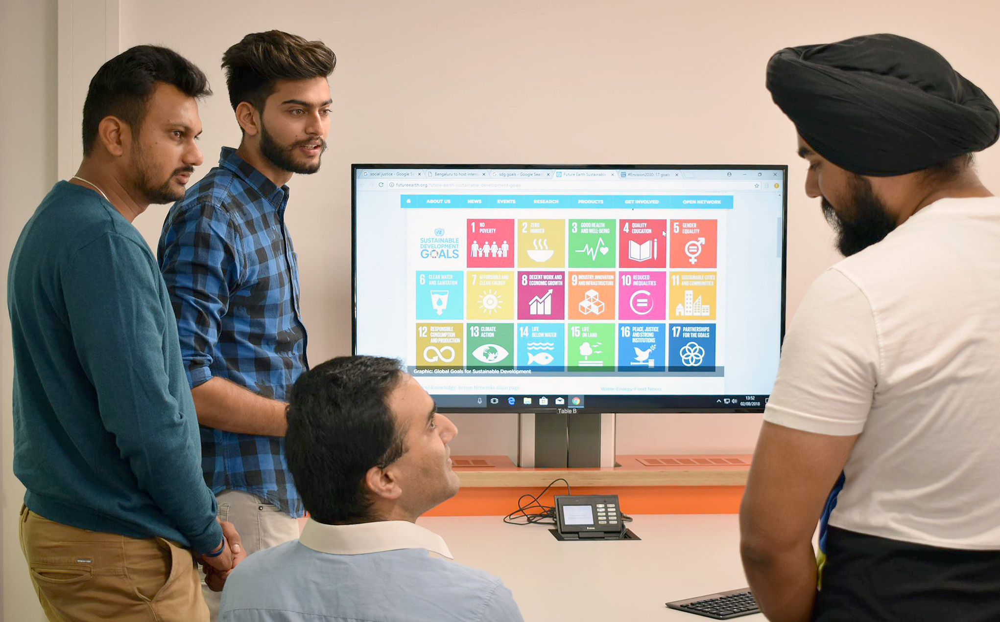 social justice - Google Se
Bengaluru to host intern
sdg goals - Google Sear
Future Earth Sustainable
#Envision2030: 17 goals
futureearth.org/future-earth-sustainable-development-goals
ABOUT US
NEWS
EVENTS
RESEARCH
PRODUCTS
GET INVOLVED
OPEN NETWORK
SUSTAINABLE
DEVELOPMENT
GOALS
1 NO
POVERTY
2 ZERO
HUNGER
3 GOOD HEALTH
AND WELL-BEING
4 QUALITY
EDUCATION
5 GENDER
EQUALITY
6 CLEAN WATER
AND SANITATION
7 AFFORDABLE AND
CLEAN ENERGY
8 DECENT WORK AND
ECONOMIC GROWTH
9 INDUSTRY, INNOVATION
AND INFRASTRUCTURE
10 REDUCED
INEQUALITIES
11 SUSTAINABLE CITIES
AND COMMUNITIES
12 RESPONSIBLE
CONSUMPTION
AND PRODUCTION
13 CLIMATE
ACTION
14 LIFE
BELOW WATER
15 LIFE
ON LAND
16 PEACE, JUSTICE
AND STRONG
INSTITUTIONS
17 PARTNERSHIPS
FOR THE GOALS
Graphic: Global Goals for Sustainable Development
to Knowledge-Action Networks main page
Water-Energy-Food Nexus
13:52
02/08/2018
Table B